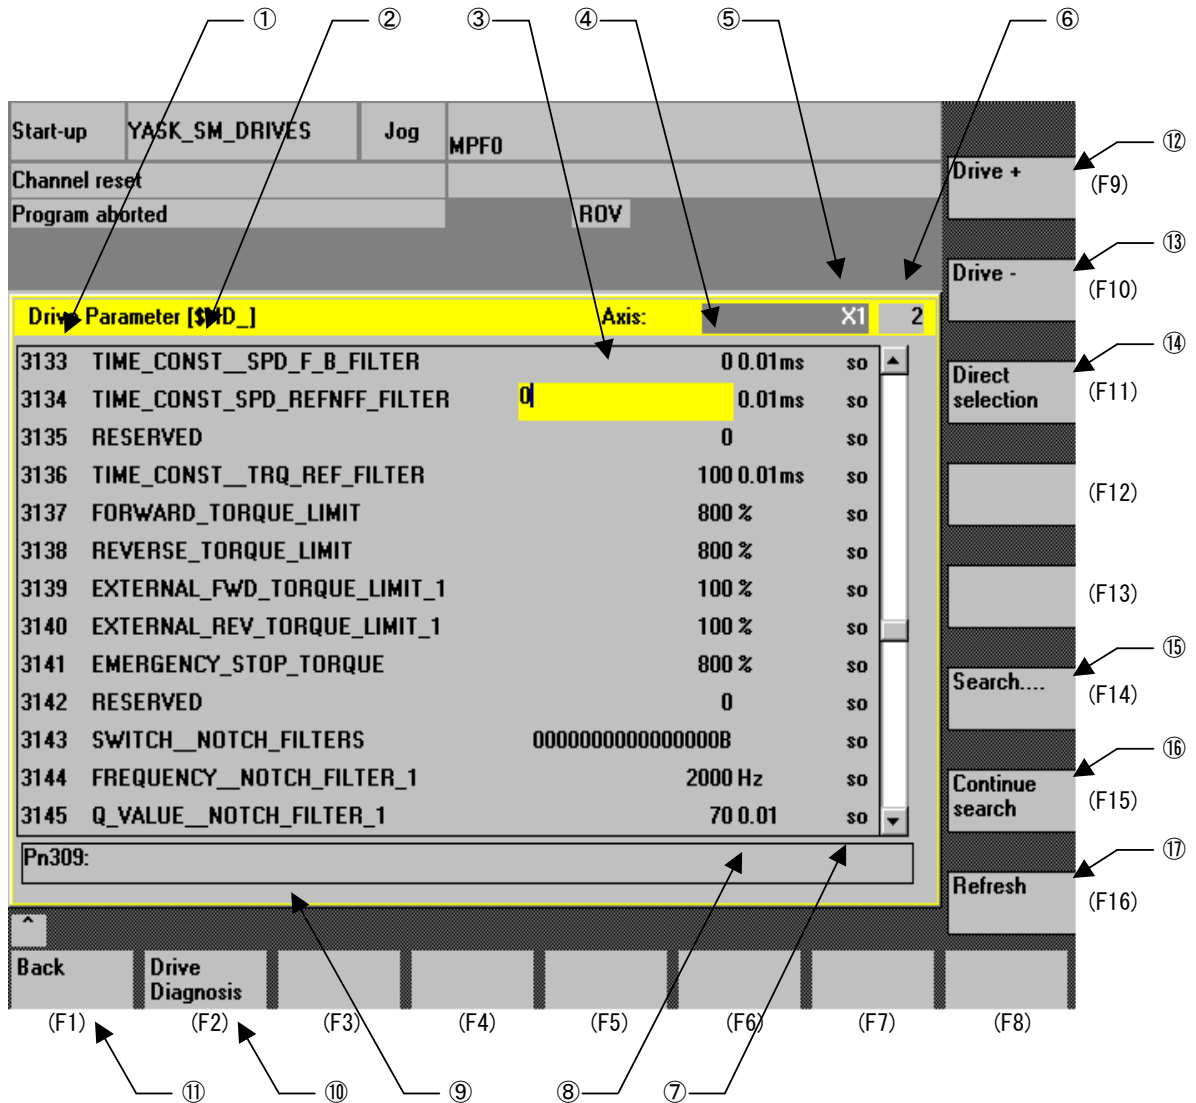 ① ② ③ ④ ⑤ ⑥
Start-up YASK_SM_DRIVES Jog MPF0
Channel reset
Program aborted ROV
Drive Parameter [$MD_] Axis: X1 2
3133 TIME_CONST__SPD_F_B_FILTER 0 0.01ms so
3134 TIME_CONST_SPD_REFNFF_FILTER 0 0.01ms so
3135 RESERVED 0 so
3136 TIME_CONST__TRQ_REF_FILTER 100 0.01ms so
3137 FORWARD_TORQUE_LIMIT 800 % so
3138 REVERSE_TORQUE_LIMIT 800 % so
3139 EXTERNAL_FWD_TORQUE_LIMIT_1 100 % so
3140 EXTERNAL_REV_TORQUE_LIMIT_1 100 % so
3141 EMERGENCY_STOP_TORQUE 800 % so
3142 RESERVED 0 so
3143 SWITCH__NOTCH_FILTERS 0000000000000000B so
3144 FREQUENCY__NOTCH_FILTER_1 2000 Hz so
3145 Q_VALUE__NOTCH_FILTER_1 70 0.01 so
Pn309:
Drive + (F9) ⑫
Drive - (F10) ⑬
Direct
selection (F11) ⑭
(F12)
(F13)
Search.... (F14) ⑮
Continue
search (F15) ⑯
Refresh (F16) ⑰
^
Back Drive
Diagnosis
(F1) (F2) (F3) (F4) (F5) (F6) (F7) (F8)
⑪ ⑩ ⑨ ⑧ ⑦